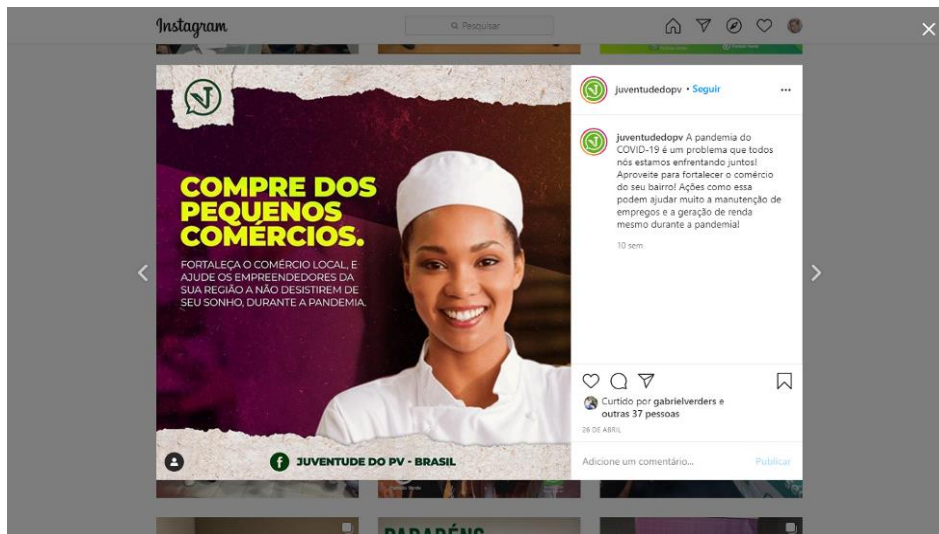 Instagram
Pesquisar
COMPRE DOS
PEQUENOS
COMÉRCIOS.
FORTALEÇA O COMÉRCIO LOCAL, E
AJUDE OS EMPREENDEDORES DA
SUA REGIÃO A NÃO DESISTIREM DE
SEU SONHO, DURANTE A PANDEMIA.
f JUVENTUDE DO PV - BRASIL
juventudedopv • Seguir
juventudedopv A pandemia do
COVID-19 é um problema que todos
nós estamos enfrentando juntos!
Aproveite para fortalecer o comércio
do seu bairro! Ações como essa
podem ajudar muito a manutenção de
empregos e a geração de renda
mesmo durante a pandemia!
10 sem
Curtido por gabrielverders e
outras 37 pessoas
26 DE ABRIL
Adicione um comentário... Publicar
PARABÉNS